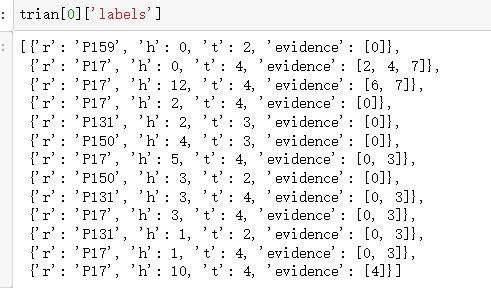 : trian[0]['labels']
: [{'r': 'P159', 'h': 0, 't': 2, 'evidence': [0]},
{'r': 'P17', 'h': 0, 't': 4, 'evidence': [2, 4, 7]},
{'r': 'P17', 'h': 12, 't': 4, 'evidence': [6, 7]},
{'r': 'P17', 'h': 2, 't': 4, 'evidence': [0]},
{'r': 'P131', 'h': 2, 't': 3, 'evidence': [0]},
{'r': 'P150', 'h': 4, 't': 3, 'evidence': [0]},
{'r': 'P17', 'h': 5, 't': 4, 'evidence': [0, 3]},
{'r': 'P150', 'h': 3, 't': 2, 'evidence': [0]},
{'r': 'P131', 'h': 3, 't': 4, 'evidence': [0, 3]},
{'r': 'P17', 'h': 3, 't': 4, 'evidence': [0, 3]},
{'r': 'P131', 'h': 1, 't': 2, 'evidence': [0, 3]},
{'r': 'P17', 'h': 1, 't': 4, 'evidence': [0, 3]},
{'r': 'P17', 'h': 10, 't': 4, 'evidence': [4]}]